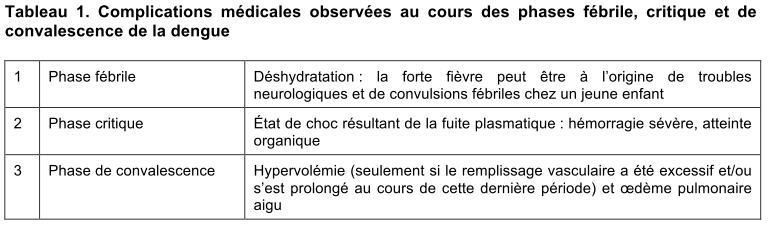 Tableau 1. Complications médicales observées au cours des phases fébrile, critique et de
convalescence de la dengue
1 Phase fébrile Déshydratation : la forte fièvre peut être à l’origine de troubles
neurologiques et de convulsions fébriles chez un jeune enfant
2 Phase critique État de choc résultant de la fuite plasmatique : hémorragie sévère, atteinte
organique
3 Phase de convalescence Hypervolémie (seulement si le remplissage vasculaire a été excessif et/ou
s’est prolongé au cours de cette dernière période) et œdème pulmonaire
aigu